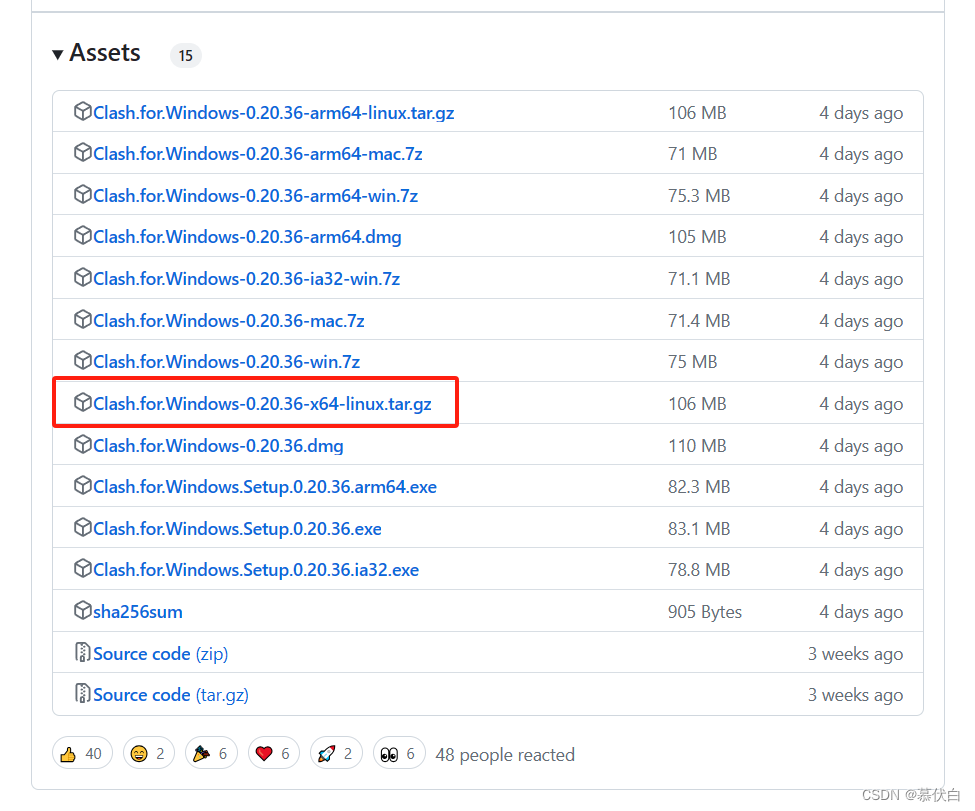 Assets 15
Clash.for.Windows-0.20.36-arm64-linux.tar.gz 106 MB 4 days ago
Clash.for.Windows-0.20.36-arm64-mac.7z 71 MB 4 days ago
Clash.for.Windows-0.20.36-arm64-win.7z 75.3 MB 4 days ago
Clash.for.Windows-0.20.36-arm64.dmg 105 MB 4 days ago
Clash.for.Windows-0.20.36-ia32-win.7z 71.1 MB 4 days ago
Clash.for.Windows-0.20.36-mac.7z 71.4 MB 4 days ago
Clash.for.Windows-0.20.36-win.7z 75 MB 4 days ago
Clash.for.Windows-0.20.36-x64-linux.tar.gz 106 MB 4 days ago
Clash.for.Windows-0.20.36.dmg 110 MB 4 days ago
Clash.for.Windows.Setup.0.20.36.arm64.exe 82.3 MB 4 days ago
Clash.for.Windows.Setup.0.20.36.exe 83.1 MB 4 days ago
Clash.for.Windows.Setup.0.20.36.ia32.exe 78.8 MB 4 days ago
sha256sum 905 Bytes 4 days ago
Source code (zip) 3 weeks ago
Source code (tar.gz) 3 weeks ago
40 2 6 6 2 6 48 people reacted
CSDN @慕伏白